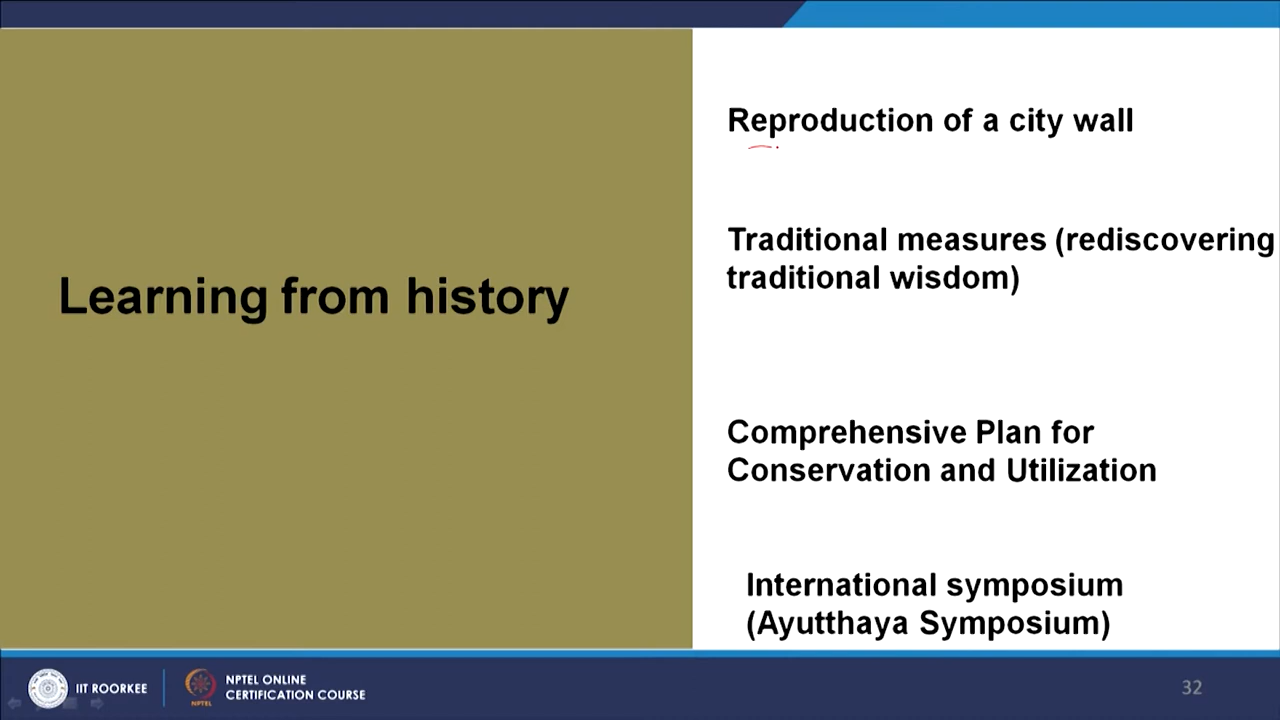 Learning from history
Reproduction of a city wall
Traditional measures (rediscovering
traditional wisdom)
Comprehensive Plan for
Conservation and Utilization
International symposium
(Ayutthaya Symposium)
IIT ROORKEE
NPTEL
NPTEL ONLINE
CERTIFICATION COURSE
32